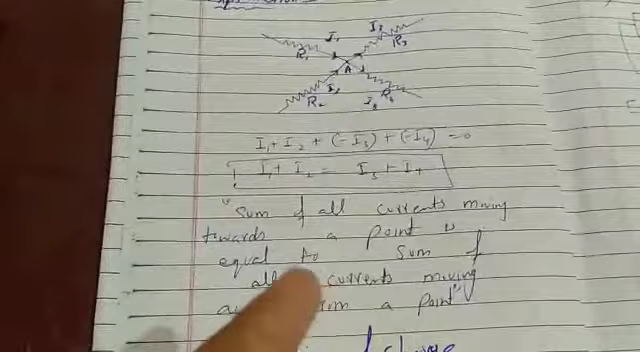 I₁ I₃
R₁ R₃
A
R₂ I₂ I₄ R₄
I₁ + I₂ + (-I₃) + (-I₄) = 0
I₁ + I₂ = I₃ + I₄
"Sum of all currents moving
towards a point is
equal to sum of
all currents moving
a point"